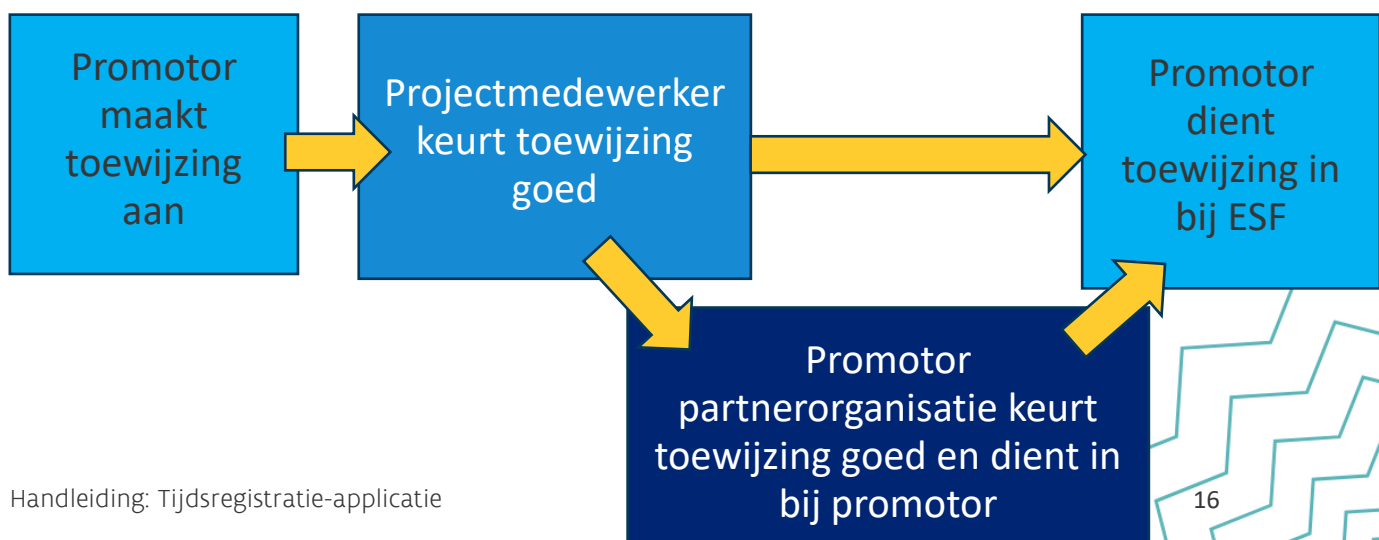 Promotor
maakt
toewijzing
aan
Projectmedewerker
keurt toewijzing
goed
Promotor
dient
toewijzing in
bij ESF
Promotor
partnerorganisatie keurt
toewijzing goed en dient in
bij promotor
Handleiding: Tijdsregistratie-applicatie
16